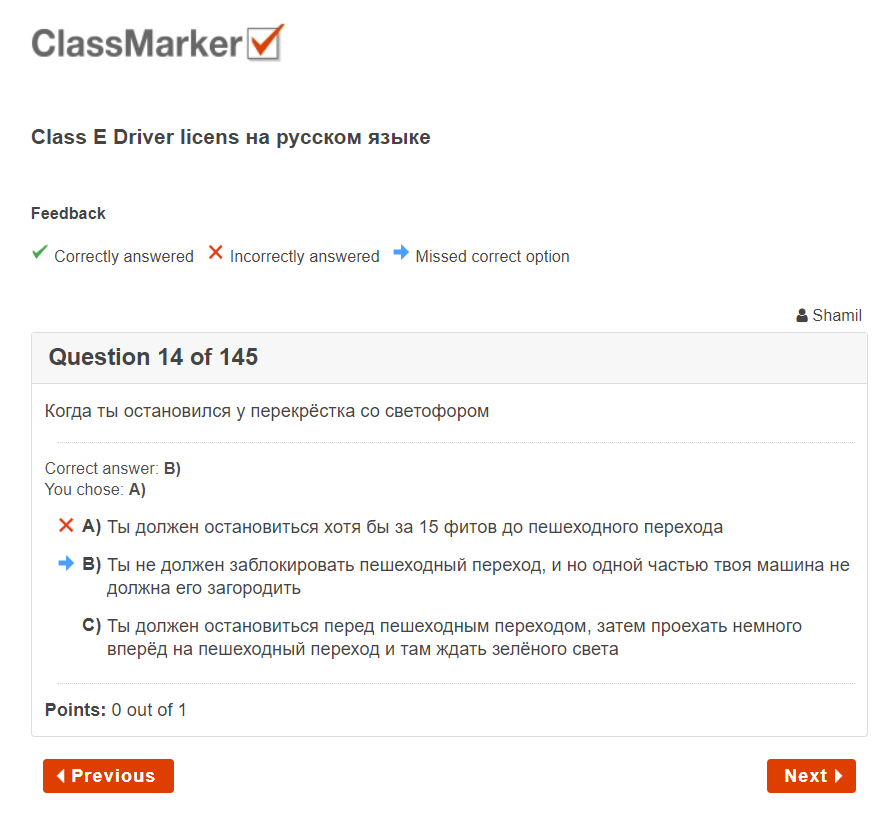 ClassMarker
Class E Driver licens на русском языке
Feedback
Correctly answered Incorrectly answered Missed correct option
Shamil
Question 14 of 145
Когда ты остановился у перекрёстка со светофором
Correct answer: B)
You chose: A)
A) Ты должен остановиться хотя бы за 15 фитов до пешеходного перехода
B) Ты не должен заблокировать пешеходный переход, и но одной частью твоя машина не
должна его загородить
C) Ты должен остановиться перед пешеходным переходом, затем проехать немного
вперёд на пешеходный переход и там ждать зелёного света
Points: 0 out of 1
Previous
Next